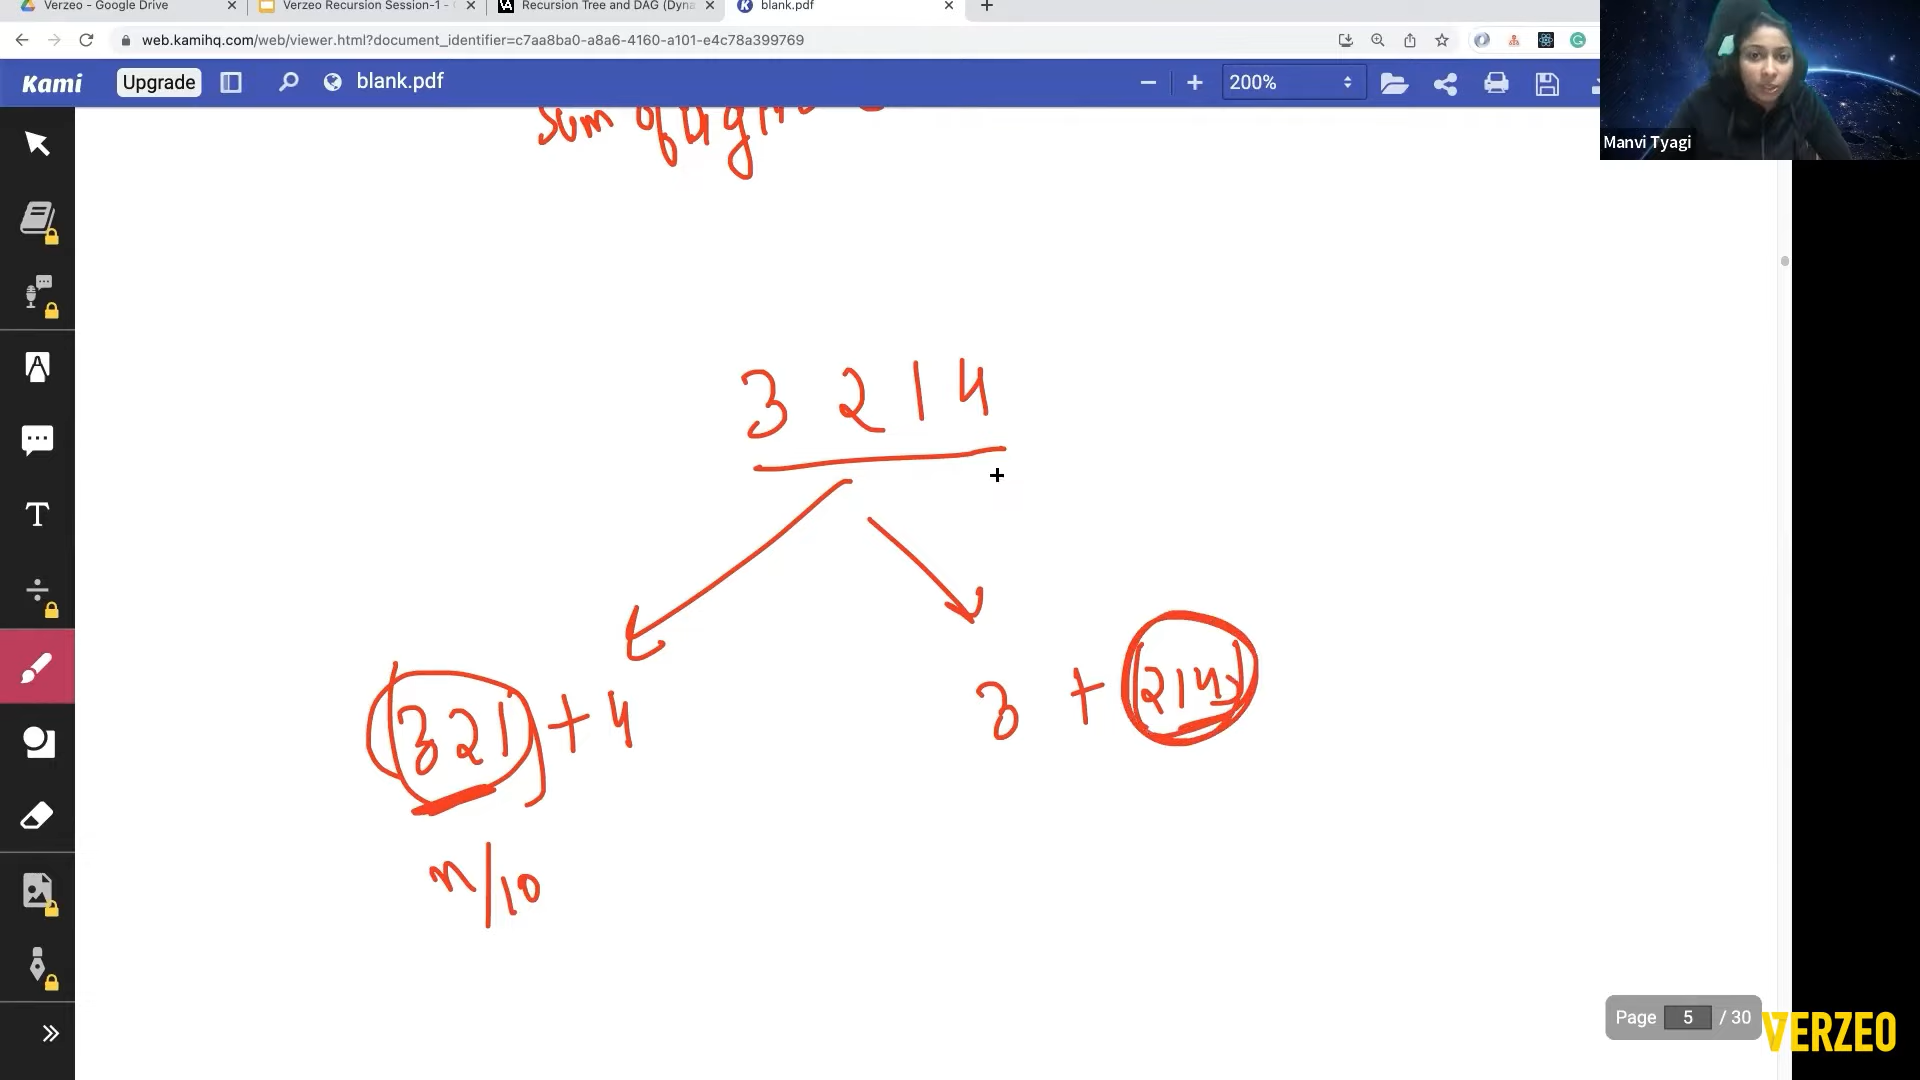 Verzeo - Google Drive
Verzeo Recursion Session-1 -
Recursion Tree and DAG (Dyna
blank.pdf
web.kamihq.com/web/viewer.html?document_identifier=c7aa8ba0-a8a6-4160-a101-e4c78a399769
Kami
Upgrade
blank.pdf
200%
Manvi Tyagi
Sum of
3 2 1 4
(321) + 4
3 + (214)
n/10
T
Page 5 / 30
VERZEO